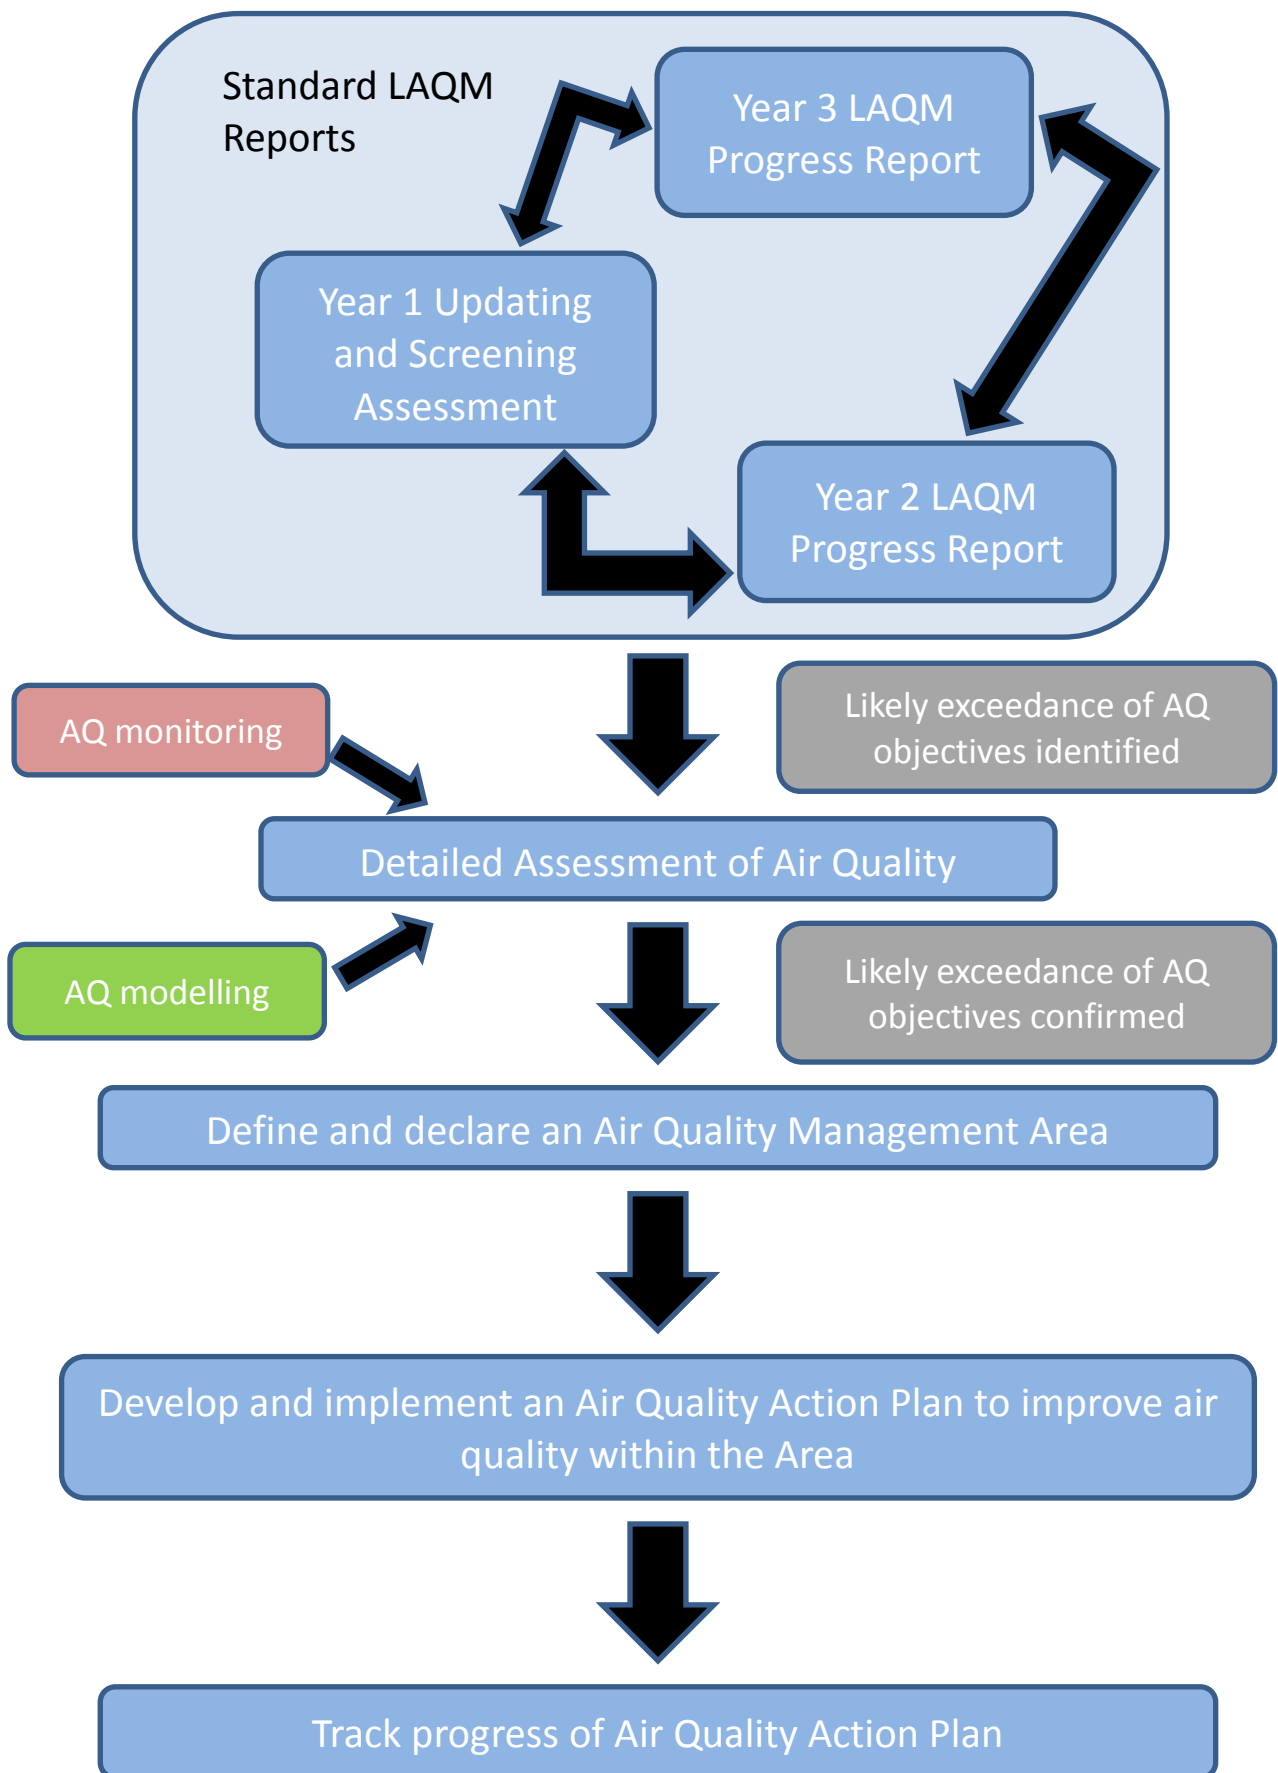 Standard LAQM
Reports
Year 3 LAQM
Progress Report
Year 1 Updating
and Screening
Assessment
Year 2 LAQM
Progress Report
AQ monitoring
Likely exceedance of AQ
objectives identified
Detailed Assessment of Air Quality
AQ modelling
Likely exceedance of AQ
objectives confirmed
Define and declare an Air Quality Management Area
Develop and implement an Air Quality Action Plan to improve air
quality within the Area
Track progress of Air Quality Action Plan